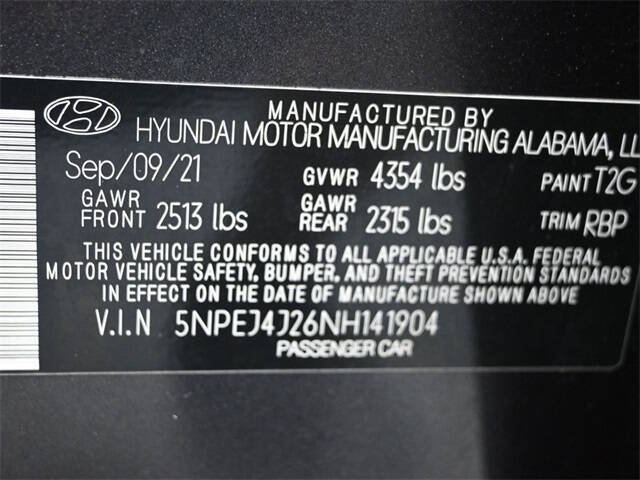 MANUFACTURED BY
HYUNDAI MOTOR MANUFACTURING ALABAMA, LL
Sep/09/21 GVWR 4354 lbs PAINT T2G
GAWR FRONT 2513 lbs GAWR REAR 2315 lbs TRIM RBP
THIS VEHICLE CONFORMS TO ALL APPLICABLE U.S.A. FEDERAL
MOTOR VEHICLE SAFETY, BUMPER, AND THEFT PREVENTION STANDARDS
IN EFFECT ON THE DATE OF MANUFACTURE SHOWN ABOVE
V.I.N 5NPEJ4J26NH141904
PASSENGER CAR